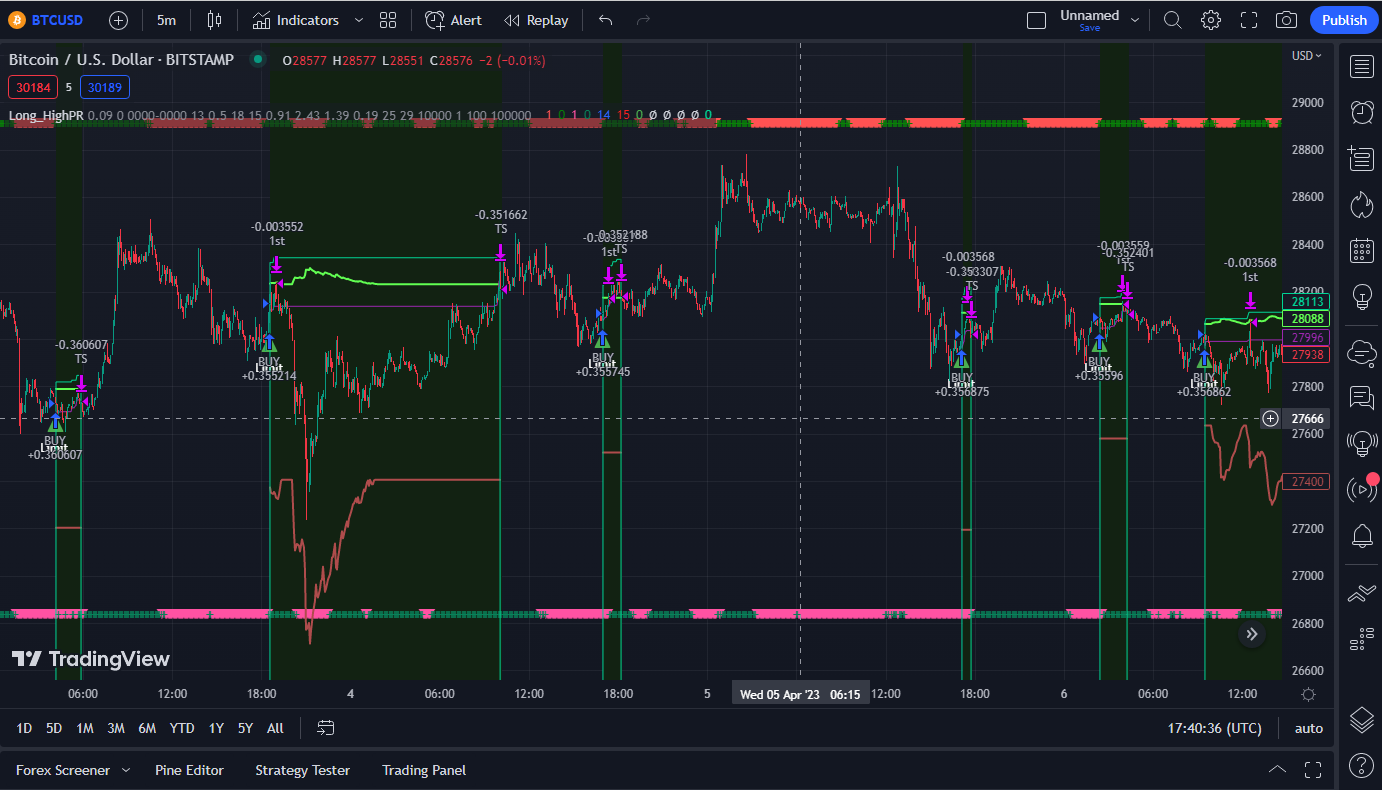 BTCUSD 5m Indicators Alert Replay Unnamed Save Publish
Bitcoin / U.S. Dollar · BITSTAMP O28577 H28577 L28551 C28576 −2 (−0.01%)
USD
30184 5 30189
Long_HighPR 0.09 0 0000-0000 13 0.5 18 15 0.91 2.43 1.39 0.19 25 29 10000 1 100 100000 1 0 1 0 14 15 0 Ø Ø Ø Ø 0
29000
28800
28600
28400
28200
28113
28088
27996
27938
27800
27666
27600
27400
27200
27000
26800
26600
-0.360607
TS
BUY
Limit
+0.360607
-0.003552
1st
BUY
Limit
+0.355214
-0.351662
TS
-0.352188
1st TS
BUY
Limit
+0.355745
-0.003568
-0.353307
TS
BUY
Limit
+0.356875
-0.003559
-0.352401
TS
BUY
Limit
+0.35596
-0.003568
1st
BUY
Limit
+0.356862
TradingView
06:00 12:00 18:00 4 06:00 12:00 18:00 5 Wed 05 Apr '23 06:15 12:00 18:00 6 06:00 12:00
1D 5D 1M 3M 6M YTD 1Y 5Y All 17:40:36 (UTC) auto
Forex Screener Pine Editor Strategy Tester Trading Panel